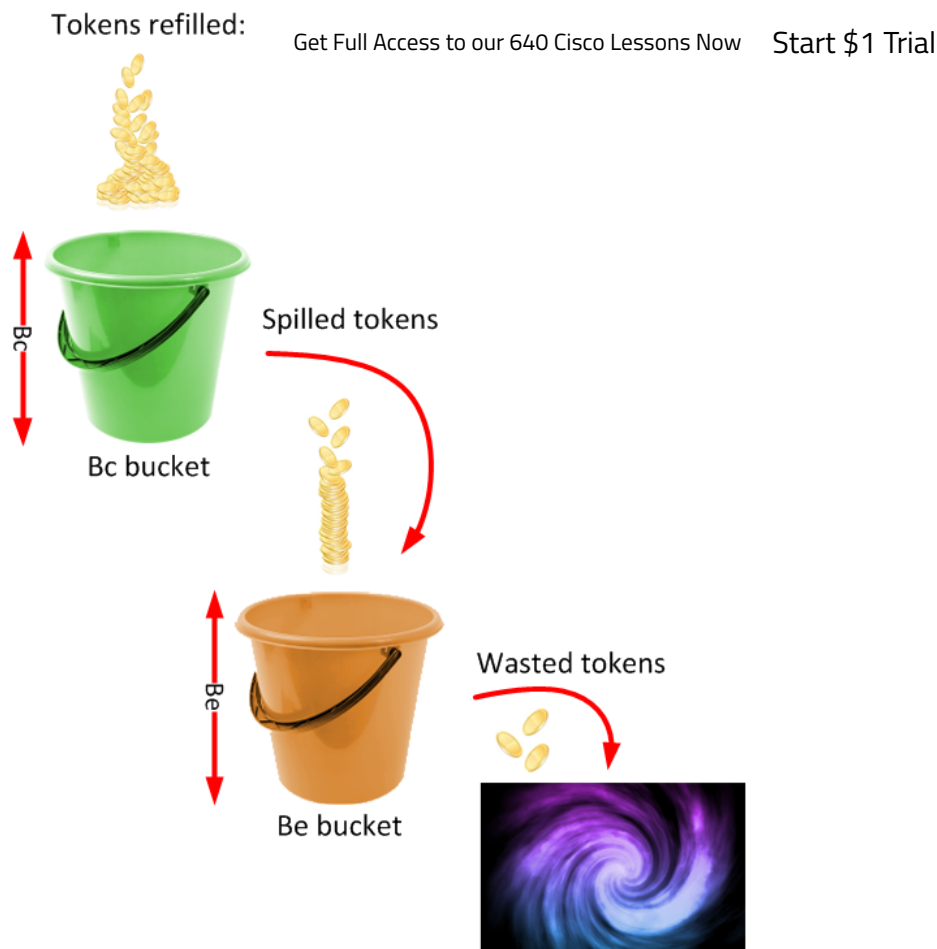 Tokens refilled:
Get Full Access to our 640 Cisco Lessons Now
Start $1 Trial
Bc
Spilled tokens
Bc bucket
Be
Wasted tokens
Be bucket